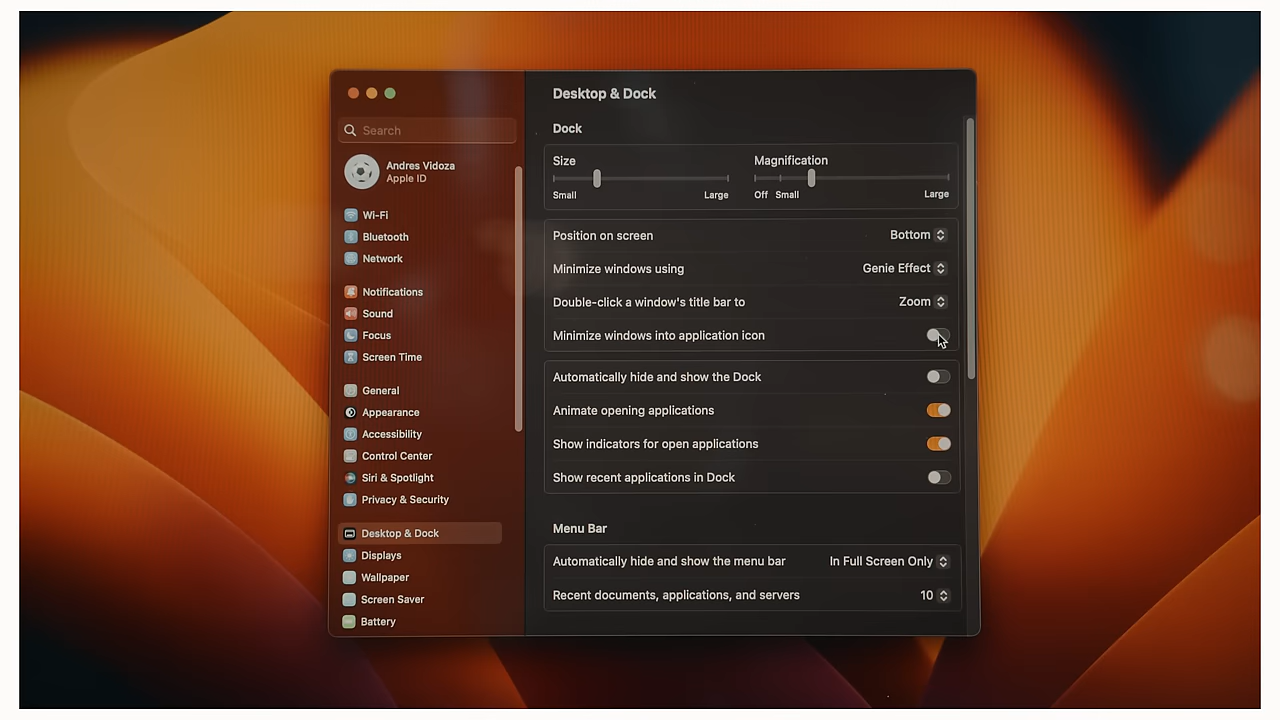 Desktop & Dock
Search
Andres Vidoza
Apple ID
Wi-Fi
Bluetooth
Network
Notifications
Sound
Focus
Screen Time
General
Appearance
Accessibility
Control Center
Siri & Spotlight
Privacy & Security
Desktop & Dock
Displays
Wallpaper
Screen Saver
Battery
Dock
Size
Small
Large
Magnification
Off
Small
Large
Position on screen
Bottom
Minimize windows using
Genie Effect
Double-click a window's title bar to
Zoom
Minimize windows into application icon
Automatically hide and show the Dock
Animate opening applications
Show indicators for open applications
Show recent applications in Dock
Menu Bar
Automatically hide and show the menu bar
In Full Screen Only
Recent documents, applications, and servers
10